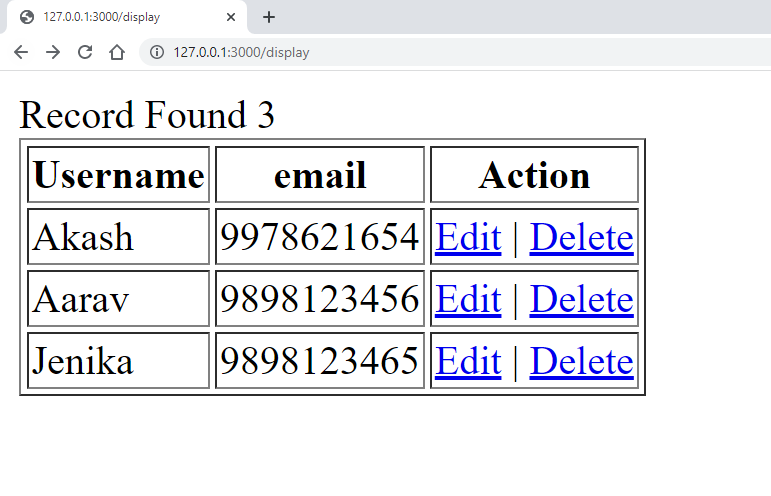 127.0.0.1:3000/display
127.0.0.1:3000/display
Record Found 3
Username email Action
Akash 9978621654 Edit | Delete
Aarav 9898123456 Edit | Delete
Jenika 9898123465 Edit | Delete